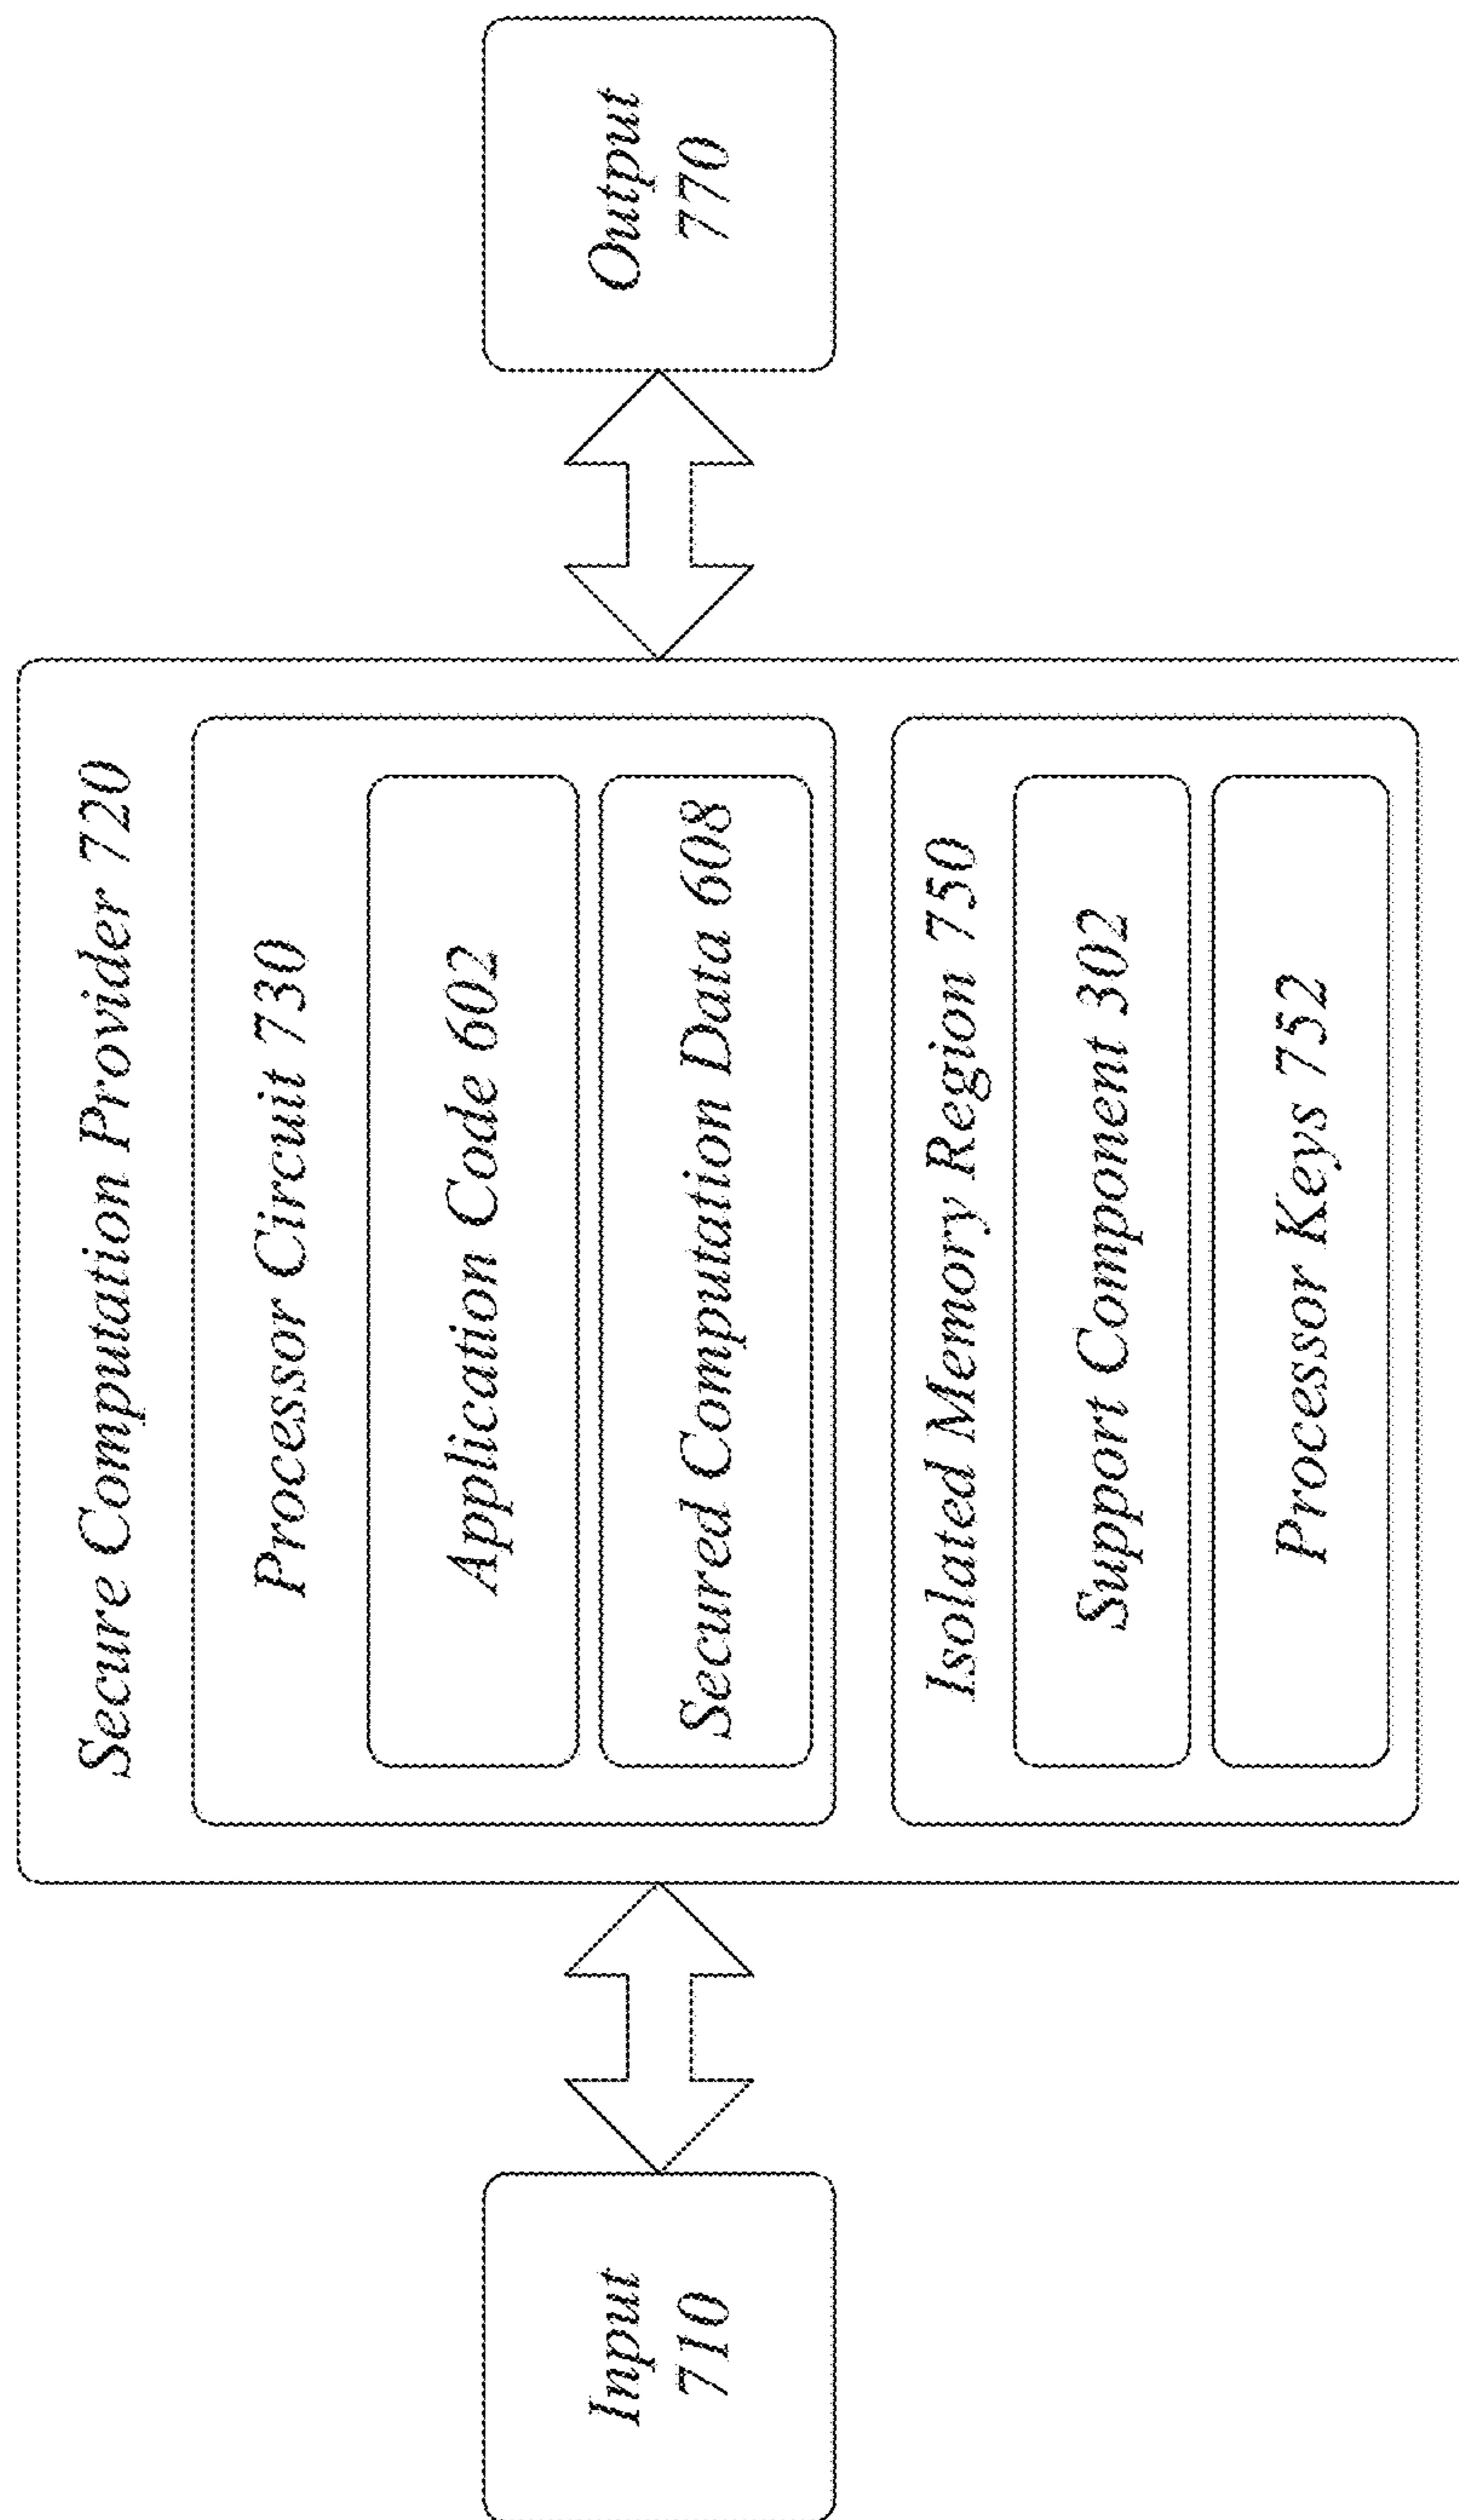 Secure Computation Provider 720
Processor Circuit 730
Application Code 602
Secured Computation Data 608
Isolated Memory Region 750
Support Component 302
Processor Keys 752
Input
710
Output
770